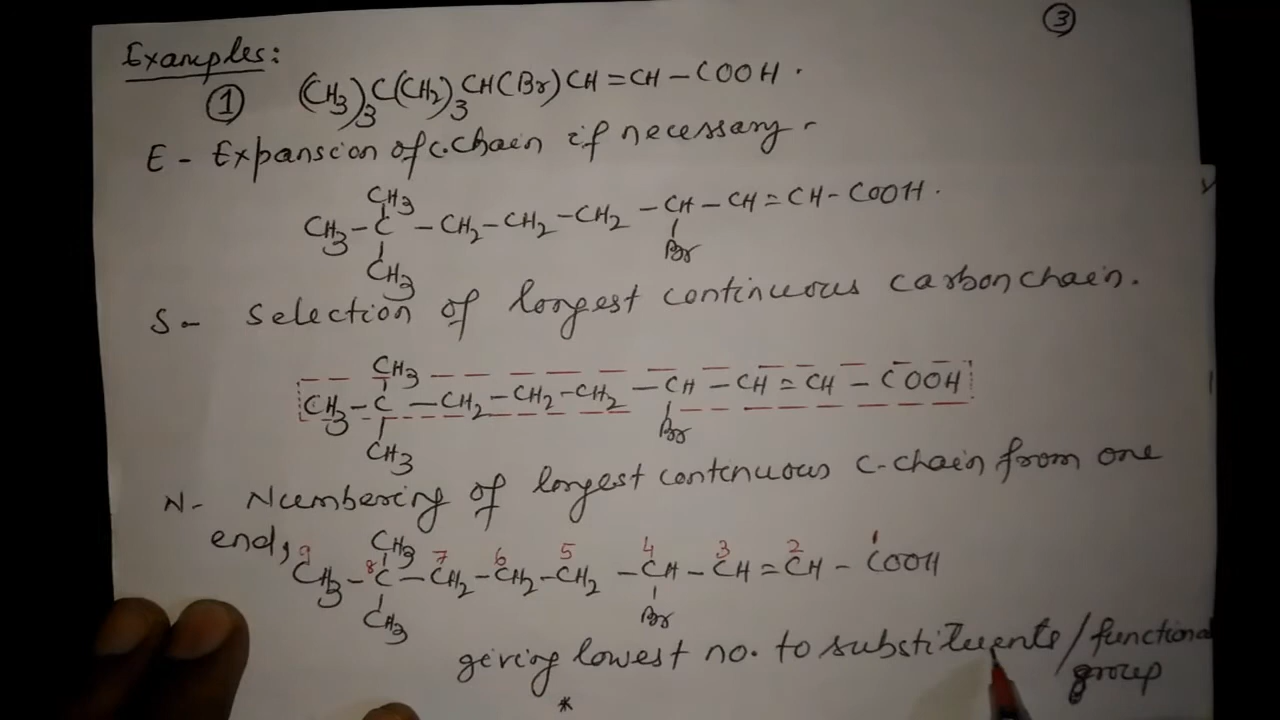 ③
Examples:
① (CH3)3C(CH2)3CH(Br)CH=CH-COOH.
E - Expansion of c.chain if necessary.
CH3
CH3-C-CH2-CH2-CH2-CH-CH=CH-COOH.
CH3 Br
S- Selection of longest continuous carbon chain.
CH3
CH3-C-CH2-CH2-CH2-CH-CH=CH-COOH
CH3 Br
N- Numbering of longest continuous c-chain from one
end,
9 8 7 6 5 4 3 2 1
CH3
CH3-C-CH2-CH2-CH2-CH-CH=CH-COOH
CH3 Br
giving lowest no. to substituents/functional
group
*